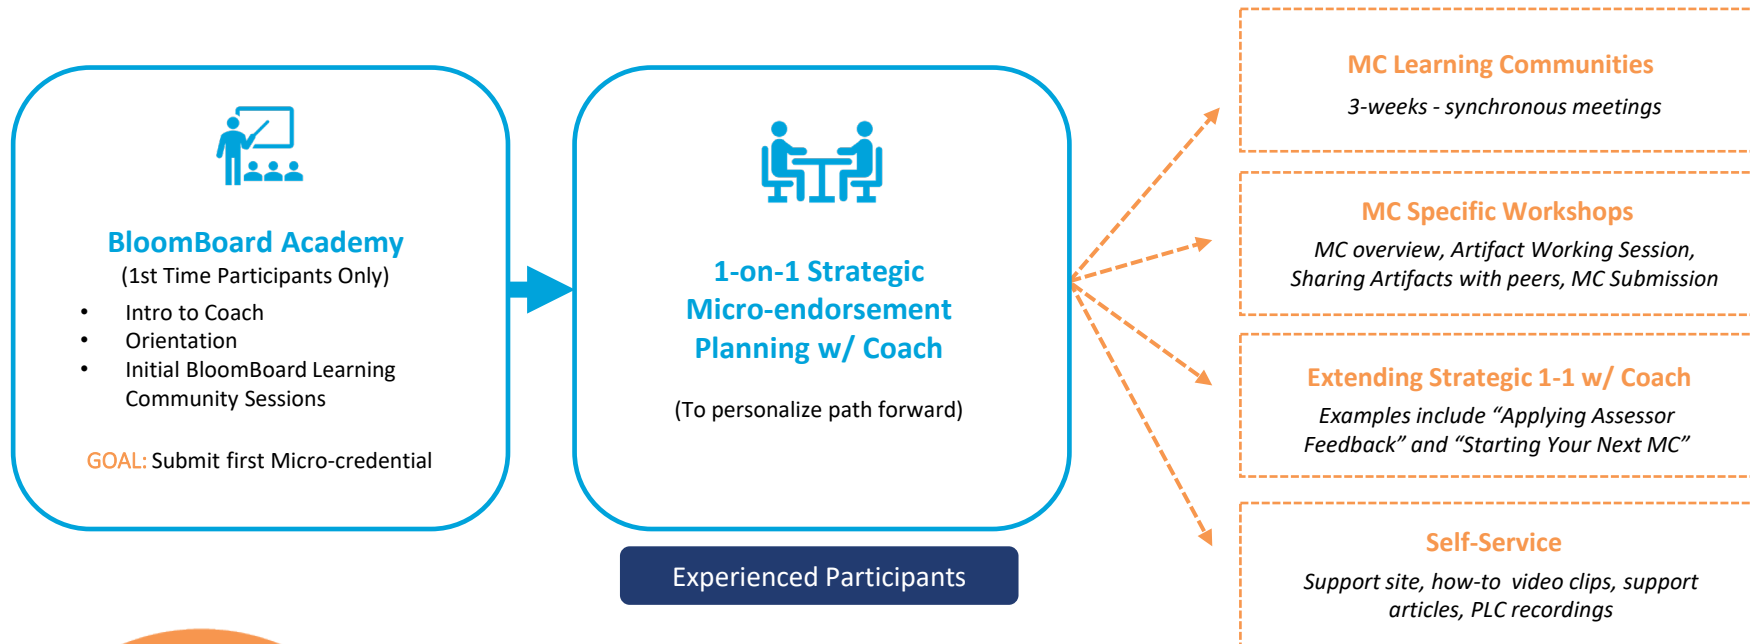 BloomBoard Academy
(1st Time Participants Only)
• Intro to Coach
• Orientation
• Initial BloomBoard Learning
Community Sessions
GOAL: Submit first Micro-credential
1-on-1 Strategic
Micro-endorsement
Planning w/ Coach
(To personalize path forward)
Experienced Participants
MC Learning Communities
3-weeks - synchronous meetings
MC Specific Workshops
MC overview, Artifact Working Session,
Sharing Artifacts with peers, MC Submission
Extending Strategic 1-1 w/ Coach
Examples include “Applying Assessor
Feedback” and “Starting Your Next MC”
Self-Service
Support site, how-to video clips, support
articles, PLC recordings